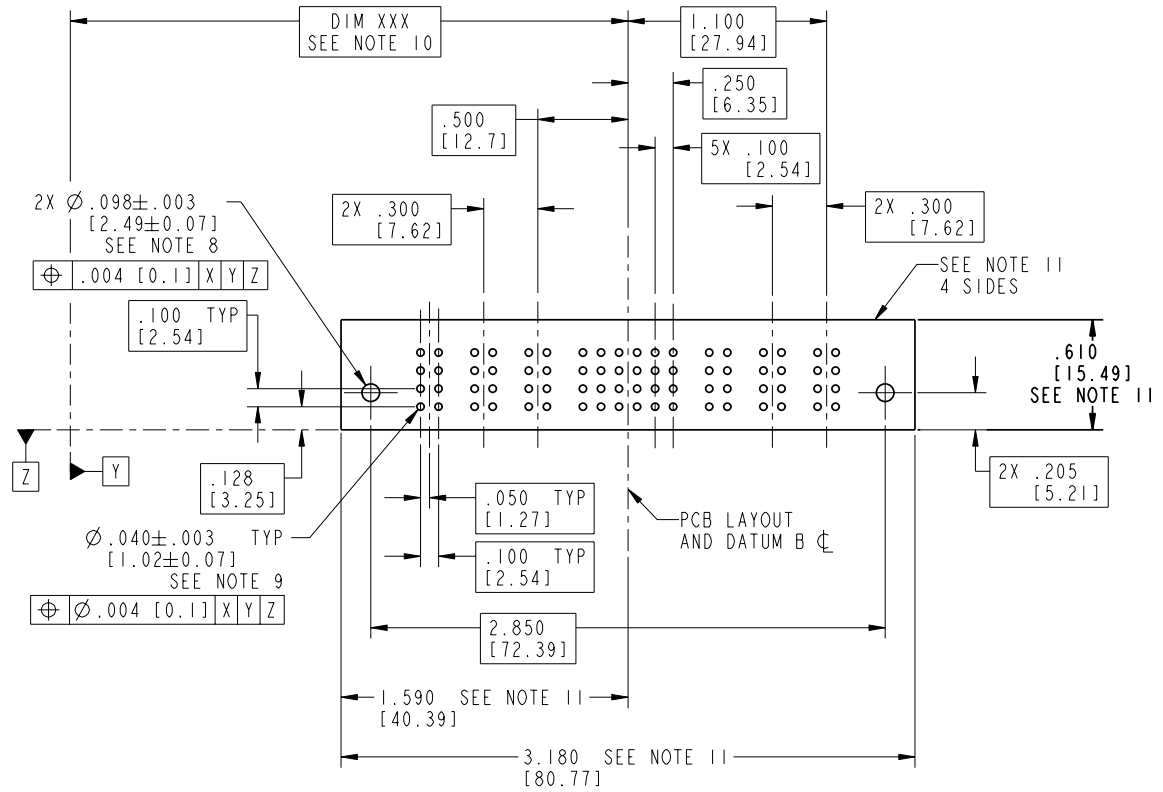 DIM XXX
SEE NOTE 10
1.100
[27.94]
.250
[6.35]
.500
[12.7]
5X .100
[2.54]
2X ⌀.098±.003
[2.49±0.07]
SEE NOTE 8
⌖ .004 [0.1] X Y Z
2X .300
[7.62]
2X .300
[7.62]
SEE NOTE 11
4 SIDES
.100 TYP
[2.54]
.610
[15.49]
SEE NOTE 11
Z
Y
.128
[3.25]
.050 TYP
[1.27]
PCB LAYOUT
AND DATUM B ℄
2X .205
[5.21]
⌀.040±.003 TYP
[1.02±0.07]
SEE NOTE 9
⌖ ⌀.004 [0.1] X Y Z
.100 TYP
[2.54]
2.850
[72.39]
1.590 SEE NOTE 11
[40.39]
3.180 SEE NOTE 11
[80.77]